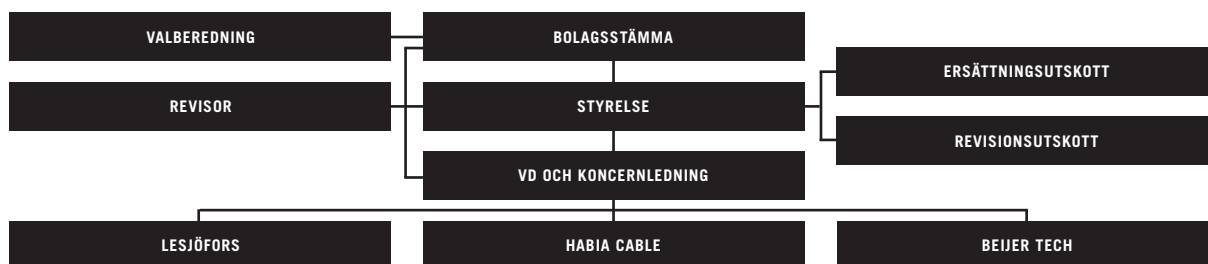 VALBEREDNING
BOLAGSSTÄMMA
ERSÄTTNINGSUTSKOTT
REVISOR
STYRELSE
REVISIONSUTSKOTT
VD OCH KONCERNLEDNING
LESJÖFORS
HABIA CABLE
BEIJER TECH